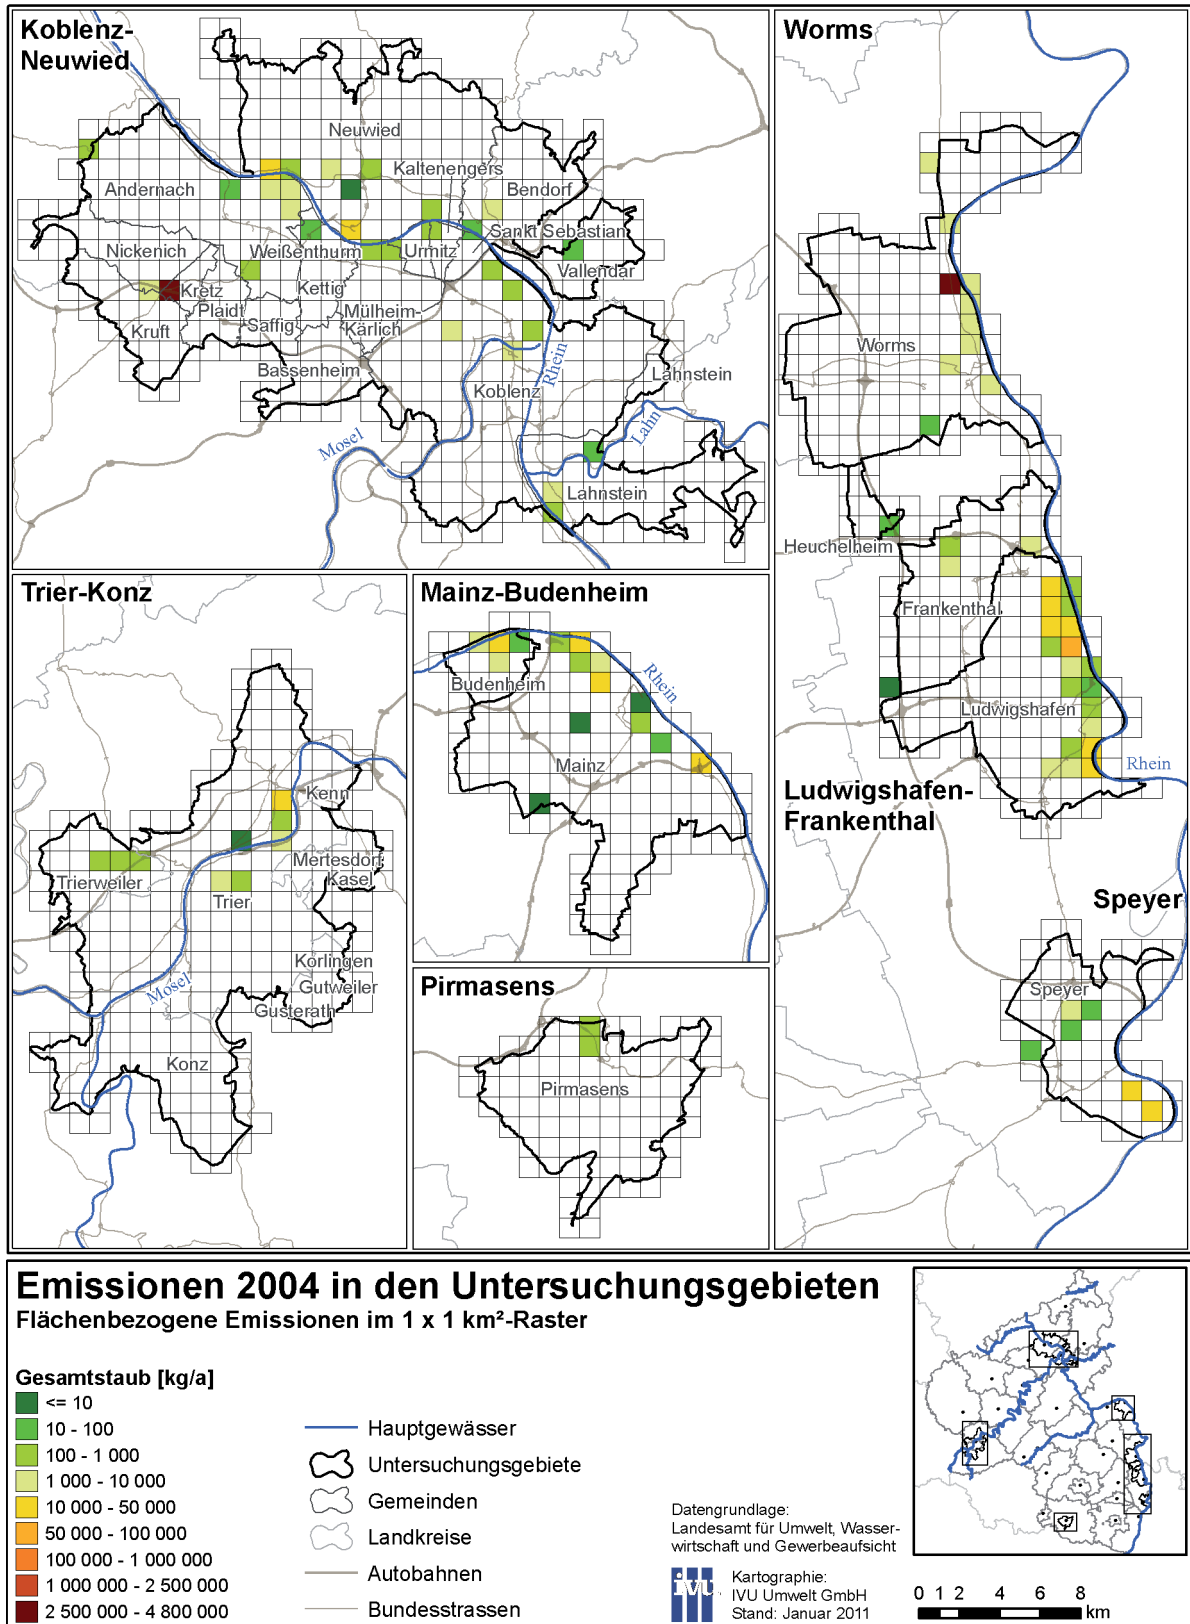 Koblenz-
Neuwied
Neuwied
Kaltenengers
Andernach
Bendorf
Sankt Sebastian
Nickenich
Weißenthurm
Urmitz
Vallendar
Kretz
Kettig
Plaidt
Mülheim-
Kärlich
Kruft
Saffig
Bassenheim
Koblenz
Rhein
Lahnstein
Mosel
Lahn
Lahnstein
Worms
Worms
Heuchelheim
Frankenthal
Ludwigshafen
Rhein
Ludwigshafen-
Frankenthal
Speyer
Speyer
Trier-Konz
Kenn
Mertesdorf
Kasel
Trierweiler
Trier
Korlingen
Gutweiler
Gusterath
Mosel
Konz
Mainz-Budenheim
Budenheim
Rhein
Mainz
Pirmasens
Pirmasens
Emissionen 2004 in den Untersuchungsgebieten
Flächenbezogene Emissionen im 1 x 1 km²-Raster
Gesamtstaub [kg/a]
<= 10
10 - 100
100 - 1 000
1 000 - 10 000
10 000 - 50 000
50 000 - 100 000
100 000 - 1 000 000
1 000 000 - 2 500 000
2 500 000 - 4 800 000
Hauptgewässer
Untersuchungsgebiete
Gemeinden
Landkreise
Autobahnen
Bundesstrassen
Datengrundlage:
Landesamt für Umwelt, Wasser-
wirtschaft und Gewerbeaufsicht
ivu
Kartographie:
IVU Umwelt GmbH
Stand: Januar 2011
0 1 2 4 6 8
km